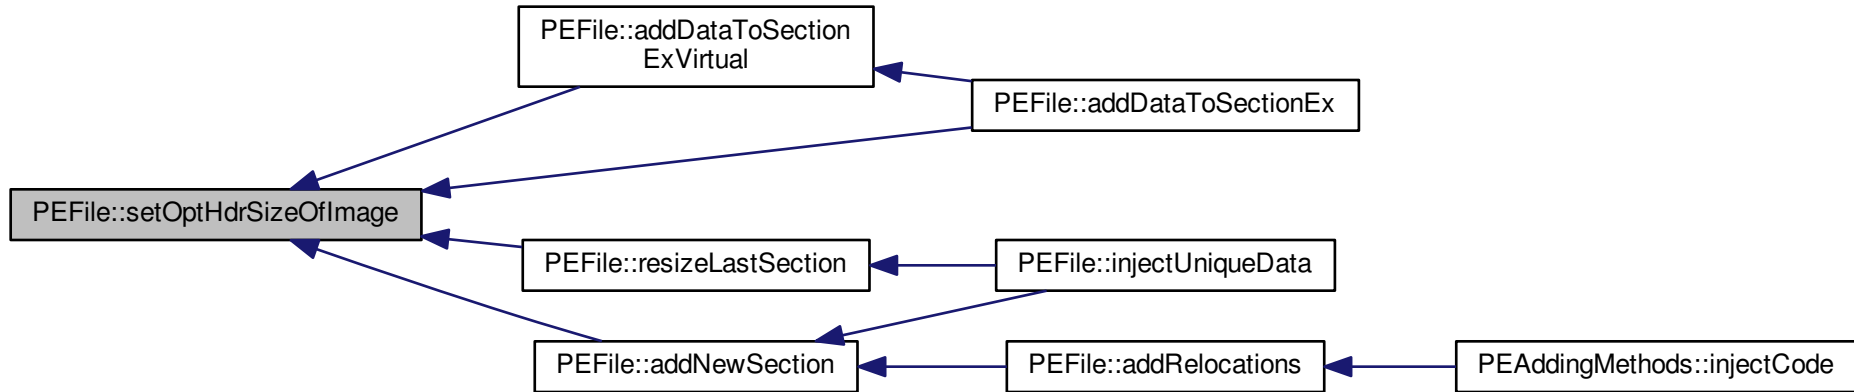 PEFile::addDataToSection
ExVirtual
PEFile::addDataToSectionEx
PEFile::setOptHdrSizeOfImage
PEFile::resizeLastSection
PEFile::injectUniqueData
PEFile::addNewSection
PEFile::addRelocations
PEAddingMethods::injectCode